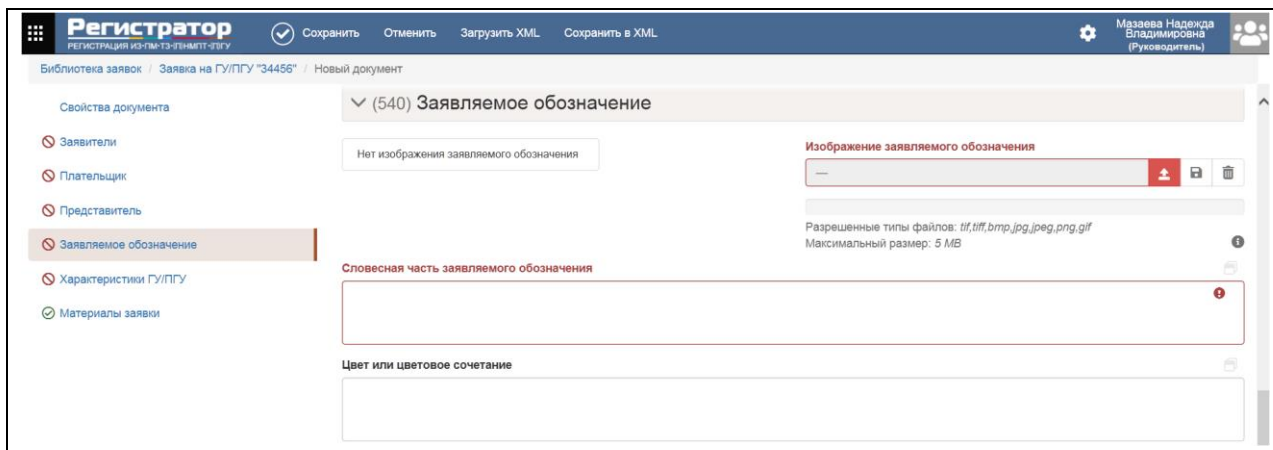 Регистратор
РЕГИСТРАЦИЯ ИЗ-ПМ-ТЗ-ГЕНМПТ-ПГУ
Сохранить Отменить Загрузить XML Сохранить в XML
Мазаева Надежда
Владимировна
(Руководитель)
Библиотека заявок / Заявка на ГУ/ПГУ "34456" / Новый документ
Свойства документа
Заявители
Плательщик
Представитель
Заявляемое обозначение
Характеристики ГУ/ПГУ
Материалы заявки
(540) Заявляемое обозначение
Нет изображения заявляемого обозначения
Изображение заявляемого обозначения
—
Разрешенные типы файлов: tif,tiff,bmp,jpg,jpeg,png,gif
Максимальный размер: 5 MB
Словесная часть заявляемого обозначения
Цвет или цветовое сочетание